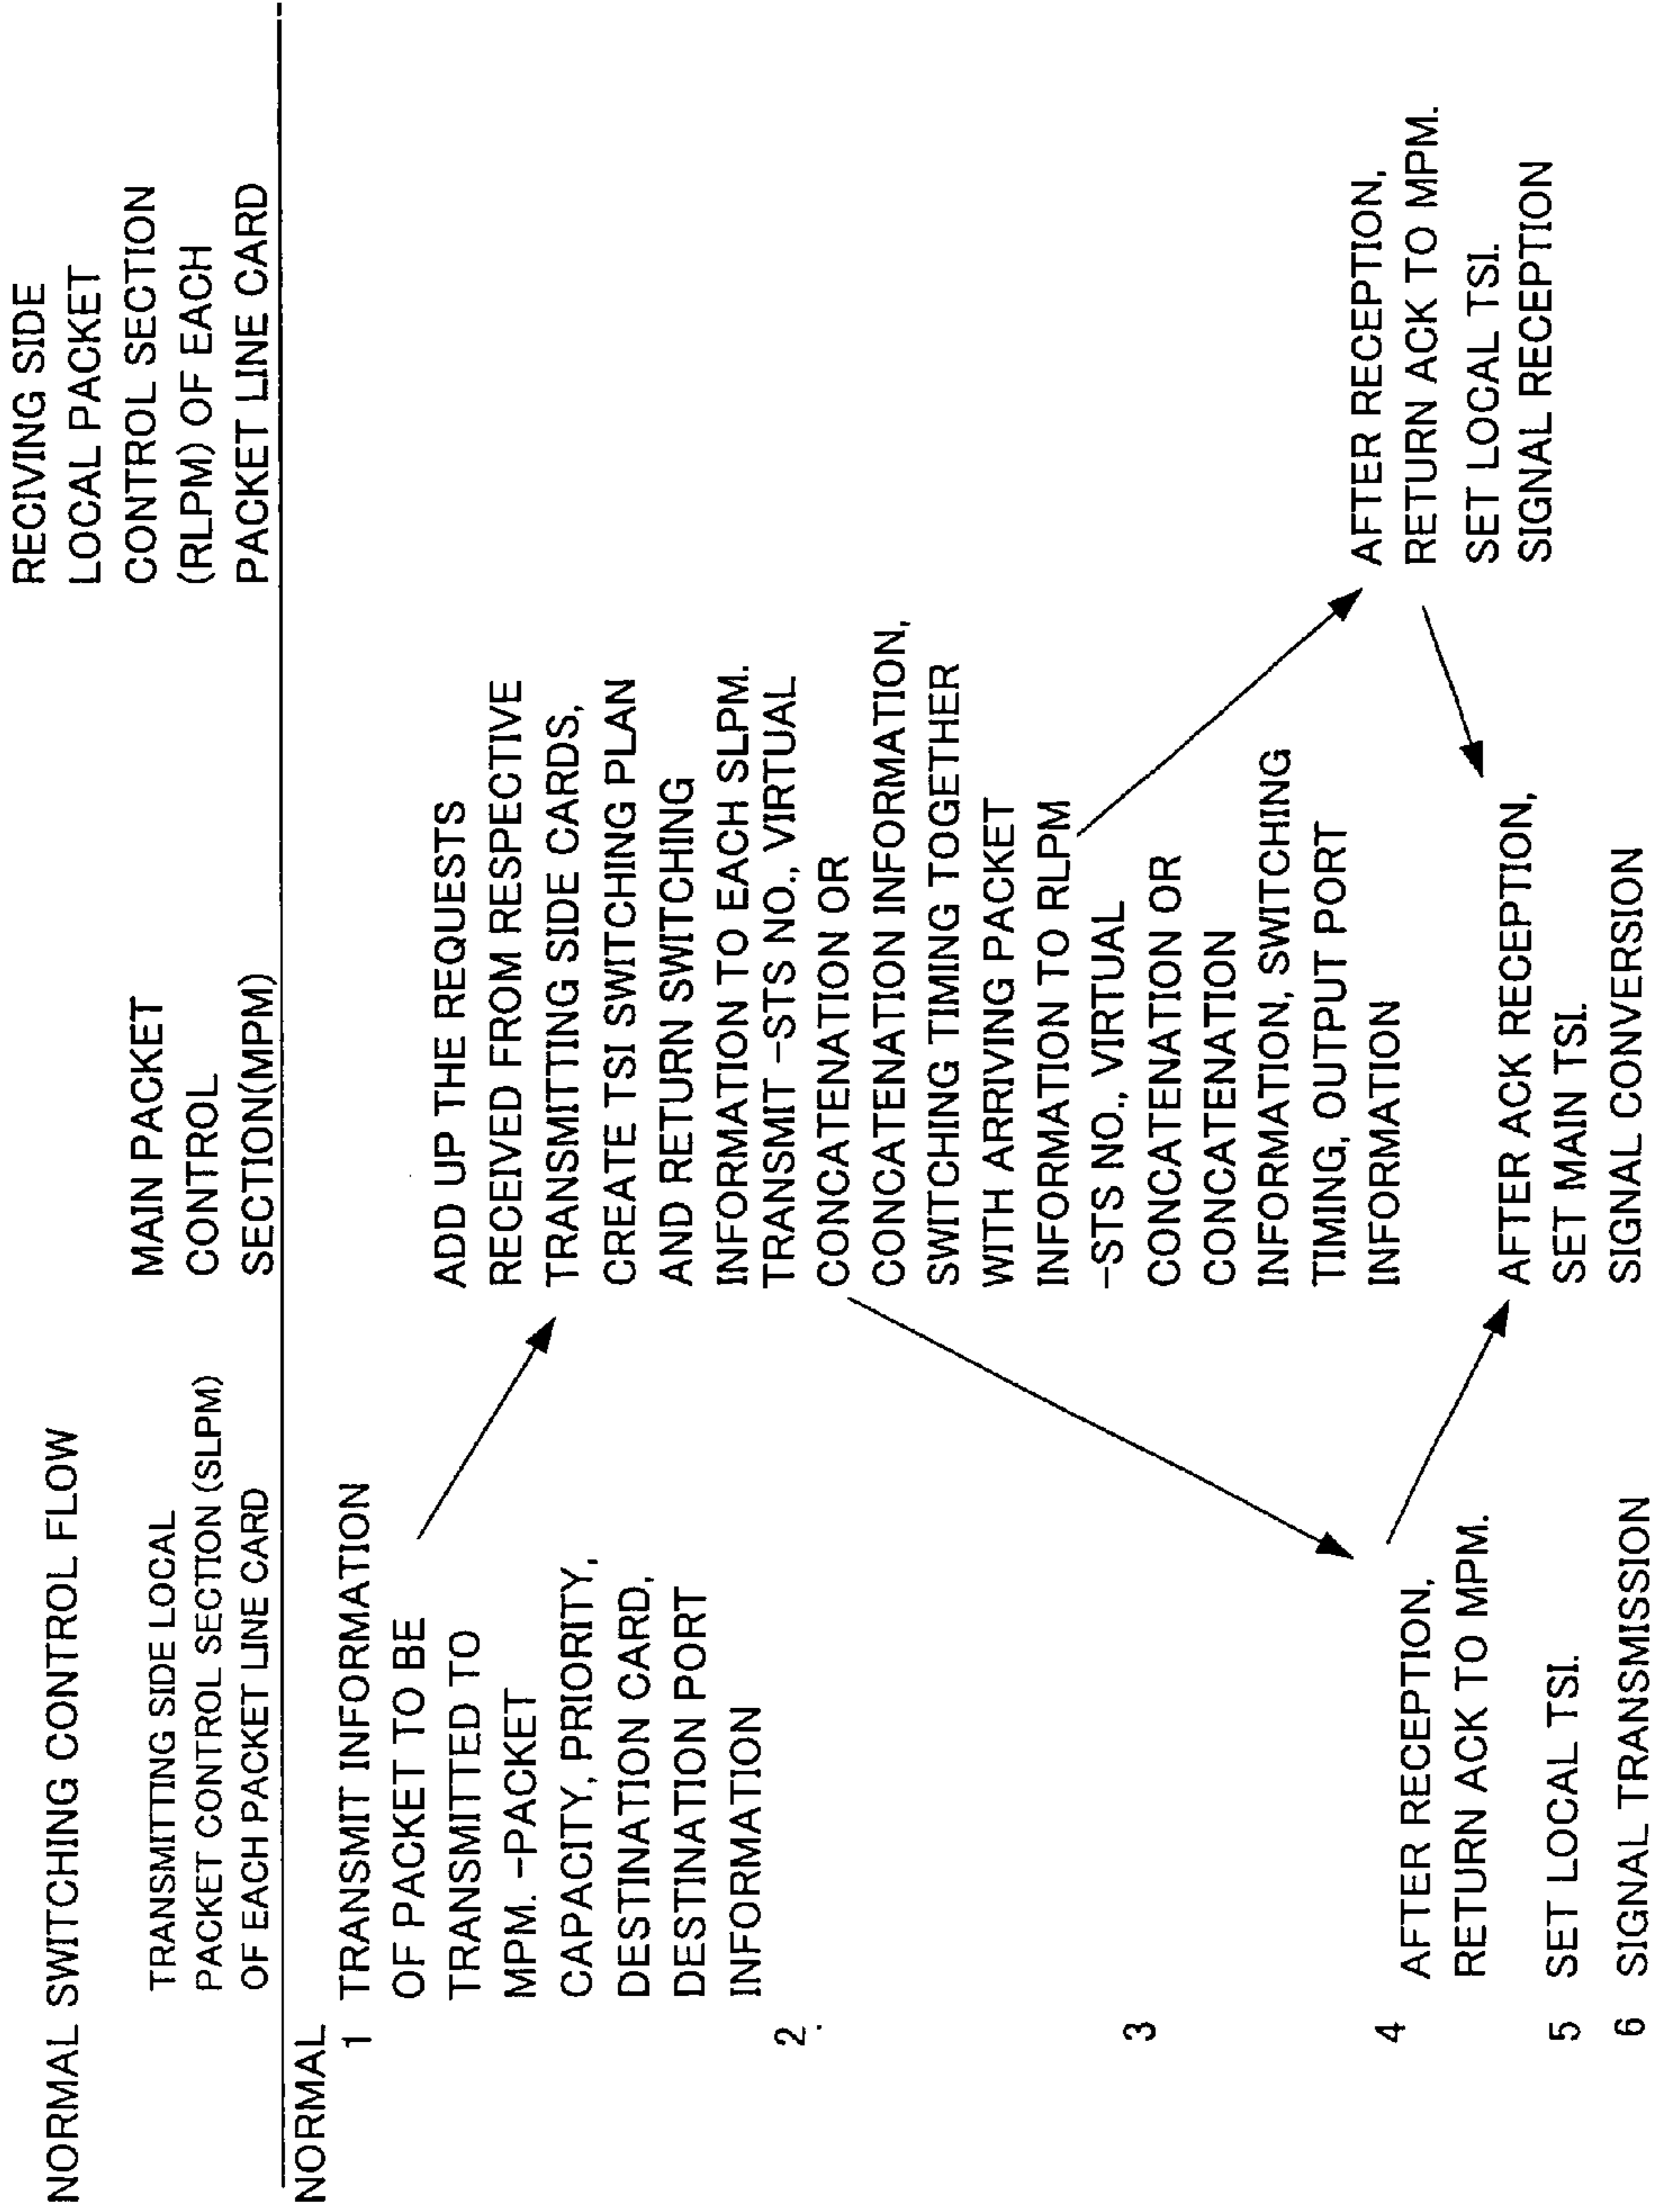 NORMAL SWITCHING CONTROL FLOW
TRANSMITTING SIDE LOCAL
PACKET CONTROL SECTION (SLPM)
OF EACH PACKET LINE CARD
MAIN PACKET
CONTROL
SECTION(MPM)
RECIVING SIDE
LOCAL PACKET
CONTROL SECTION
(RLPM) OF EACH
PACKET LINE CARD
NORMAL
1
TRANSMIT INFORMATION
OF PACKET TO BE
TRANSMITTED TO
MPM. -PACKET
CAPACITY, PRIORITY,
DESTINATION CARD,
DESTINATION PORT
INFORMATION
ADD UP THE REQUESTS
RECEIVED FROM RESPECTIVE
TRANSMITTING SIDE CARDS,
CREATE TSI SWITCHING PLAN
AND RETURN SWITCHING
INFORMATION TO EACH SLPM.
2.
TRANSMIT -STS NO., VIRTUAL
CONCATENATION OR
CONCATENATION INFORMATION,
SWITCHING TIMING TOGETHER
WITH ARRIVING PACKET
INFORMATION TO RLPM
3
-STS NO., VIRTUAL
CONCATENATION OR
CONCATENATION
INFORMATION, SWITCHING
TIMING, OUTPUT PORT
INFORMATION
4
AFTER RECEPTION,
RETURN ACK TO MPM.
AFTER RECEPTION,
RETURN ACK TO MPM.
SET LOCAL TSI.
SIGNAL RECEPTION
AFTER ACK RECEPTION,
SET MAIN TSI.
SIGNAL CONVERSION
5
SET LOCAL TSI.
6
SIGNAL TRANSMISSION